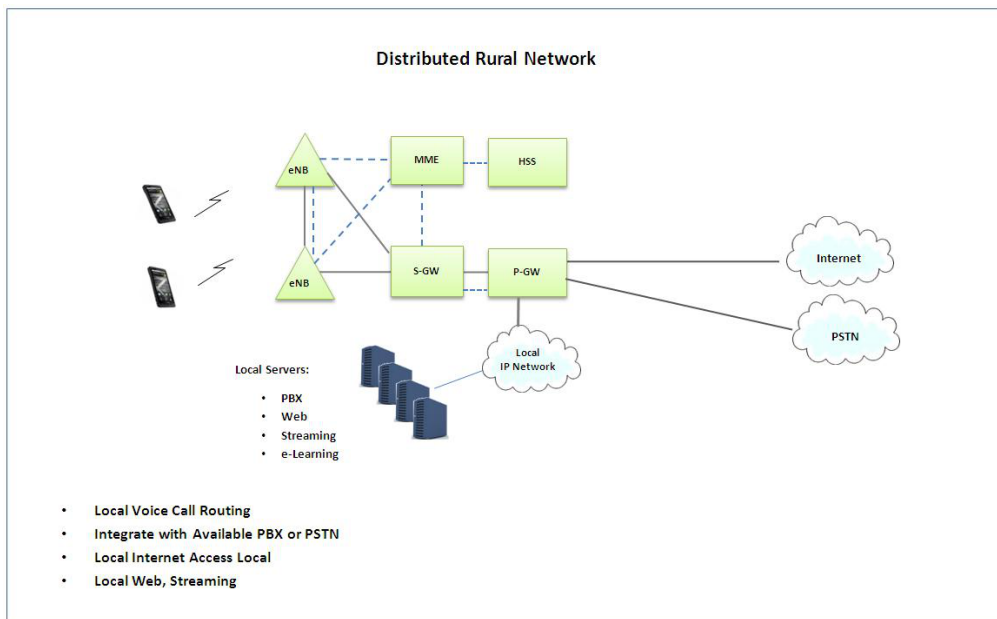 Distributed Rural Network
eNB
MME
HSS
eNB
S-GW
P-GW
Internet
PSTN
Local
IP Network
Local Servers:
• PBX
• Web
• Streaming
• e-Learning
• Local Voice Call Routing
• Integrate with Available PBX or PSTN
• Local Internet Access Local
• Local Web, Streaming